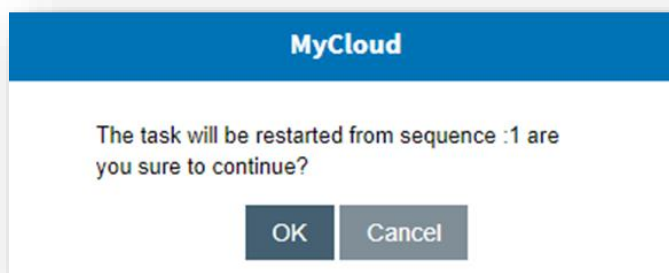 MyCloud
The task will be restarted from sequence :1 are
you sure to continue?
OK
Cancel